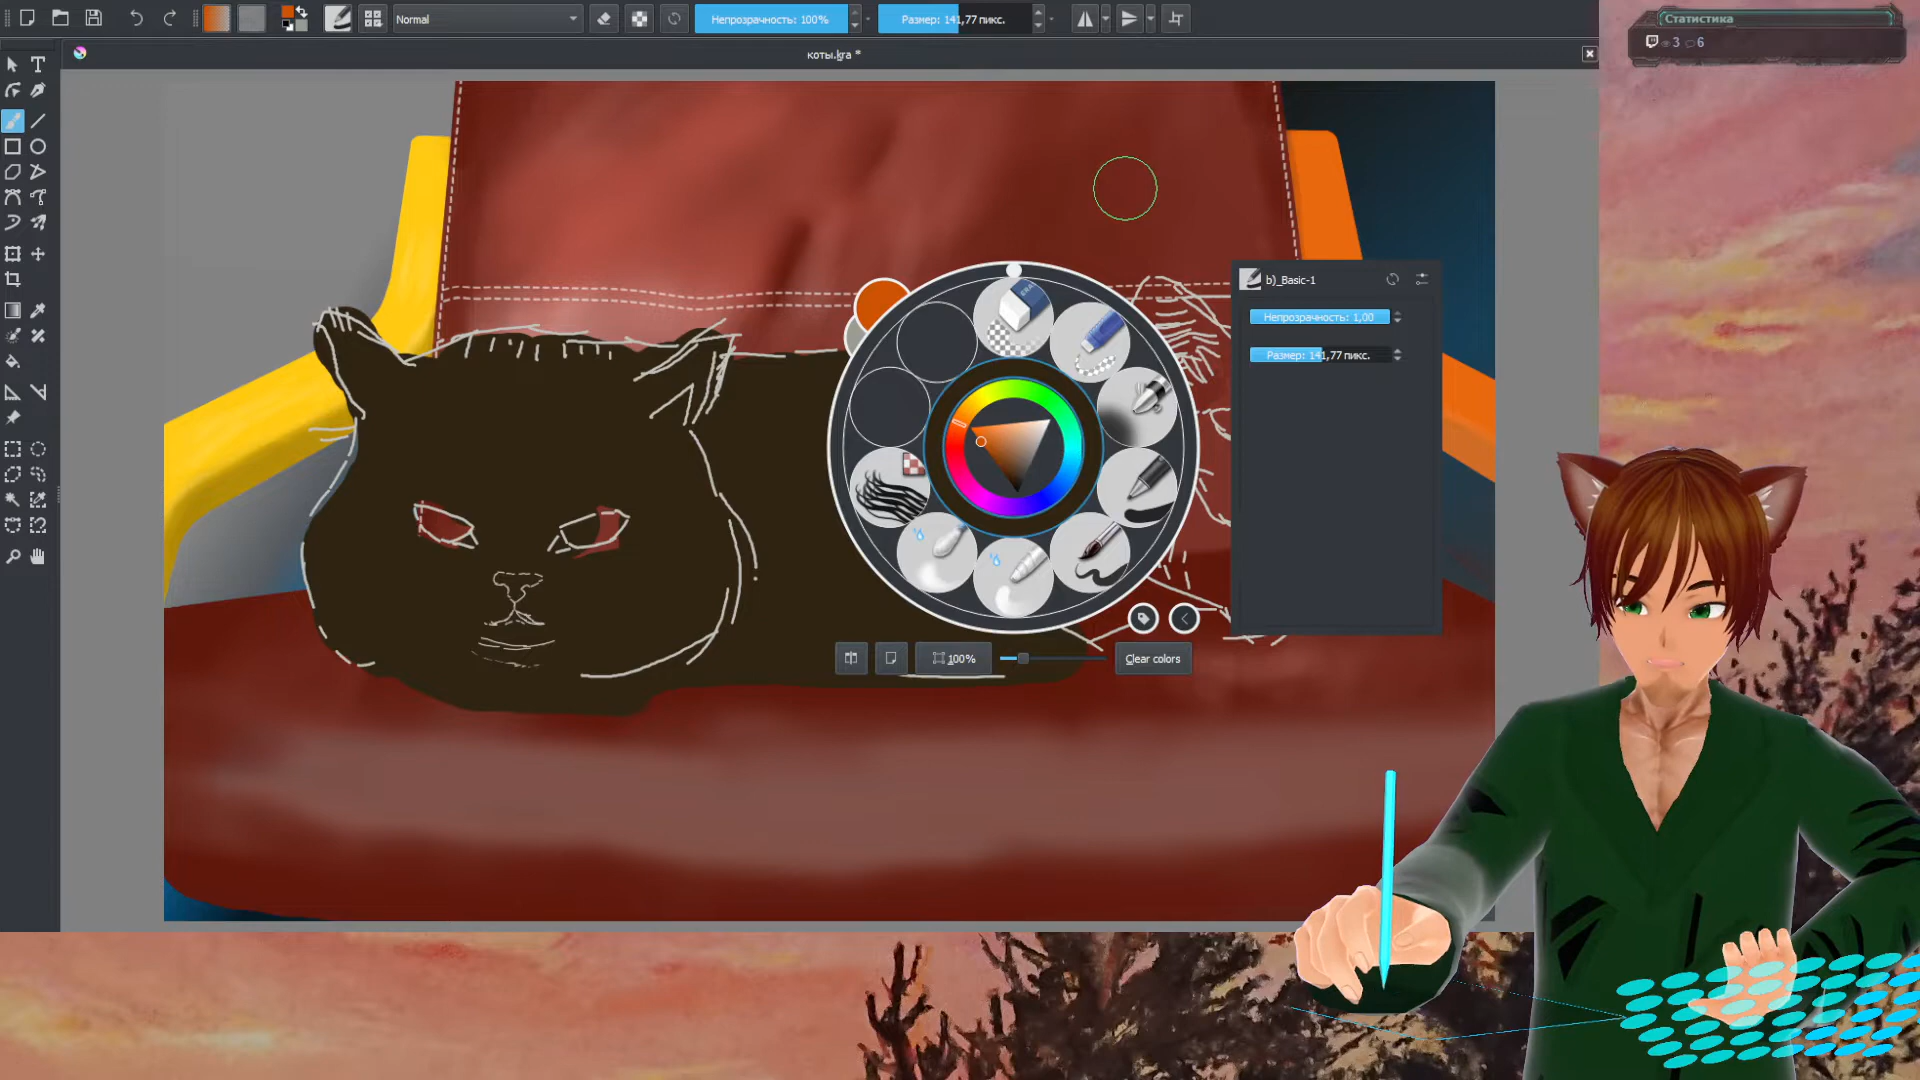 Normal
Непрозрачность: 100%
Размер: 141,77 пикс.
Статистика
3 6
коты.kra *
b)_Basic-1
Непрозрачность: 1,00
Размер: 141,77 пикс.
100%
Clear colors